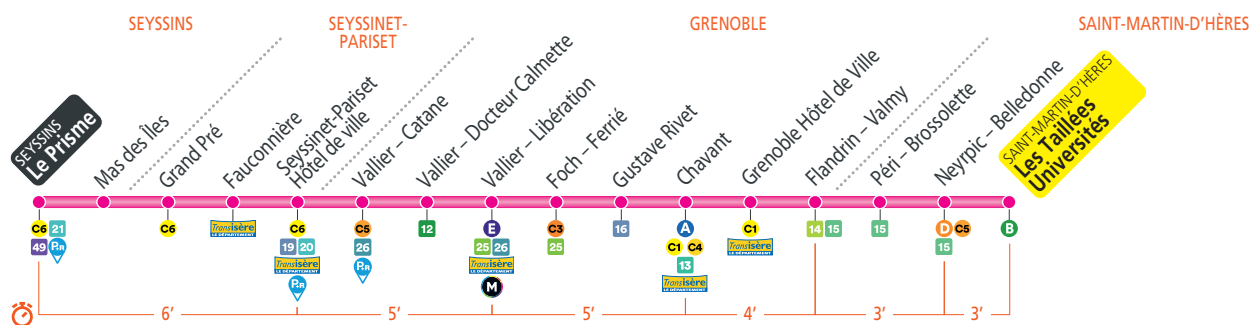 SEYSSINS
SEYSSINET-
PARISET
GRENOBLE
SAINT-MARTIN-D’HÈRES
SEYSSINS
Le Prisme
Mas des Îles
Grand Pré
Fauconnière
Seyssinet-Pariset
Hôtel de ville
Vallier – Catane
Vallier – Docteur Calmette
Vallier – Libération
Foch – Ferrié
Gustave Rivet
Chavant
Grenoble Hôtel de Ville
Flandrin – Valmy
Péri – Brossolette
Neyrpic – Belledonne
SAINT-MARTIN-D’HÈRES
Les Taillées
Universités
C6 21
49 P+R
C6
Transisère
LE DÉPARTEMENT
C6
19 20
Transisère
LE DÉPARTEMENT
P+R
C5
26
P+R
12
E
25 26
Transisère
LE DÉPARTEMENT
M
C3
25
16
A
C1 C4
13
Transisère
LE DÉPARTEMENT
C1
Transisère
LE DÉPARTEMENT
14 15
15
D C5
15
B
6’ 5’ 5’ 4’ 3’ 3’